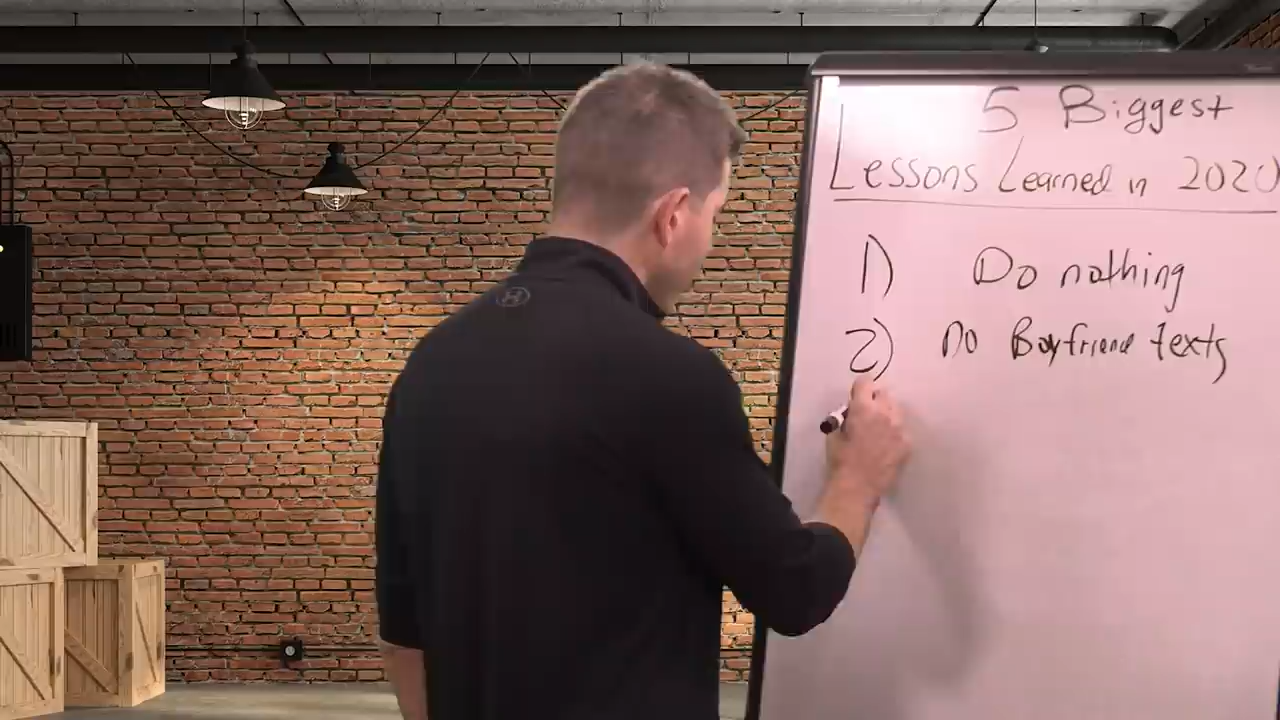 5 Biggest
Lessons Learned in 2020
1) Do nothing
2) No Boyfriend texts